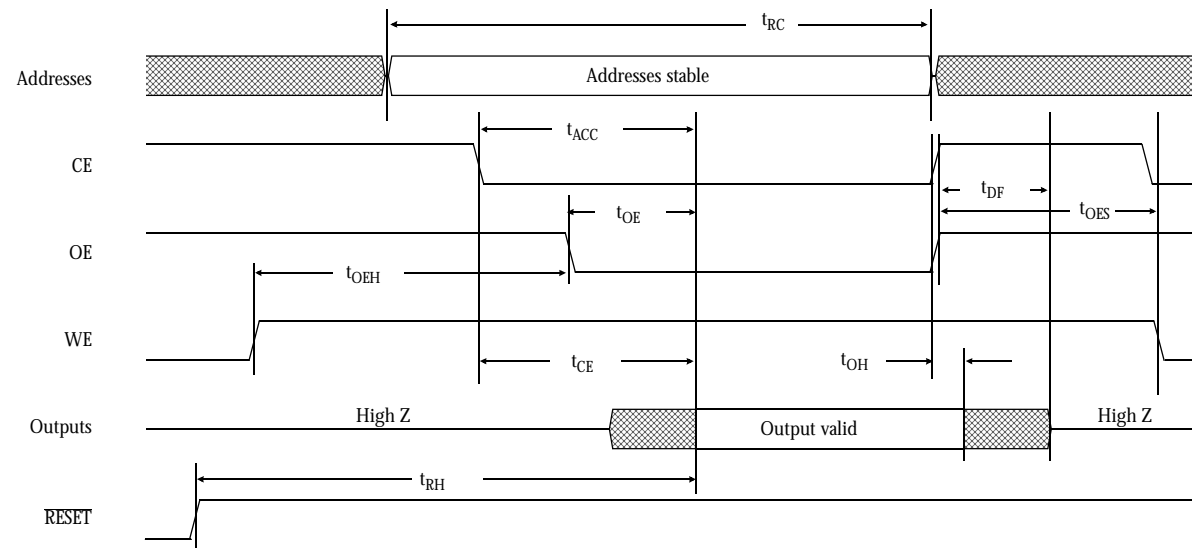 tRC
Addresses
Addresses stable
tACC
CE
tDF
tOE
tOES
OE
tOEH
WE
tCE
tOH
High Z
High Z
Outputs
Output valid
tRH
RESET